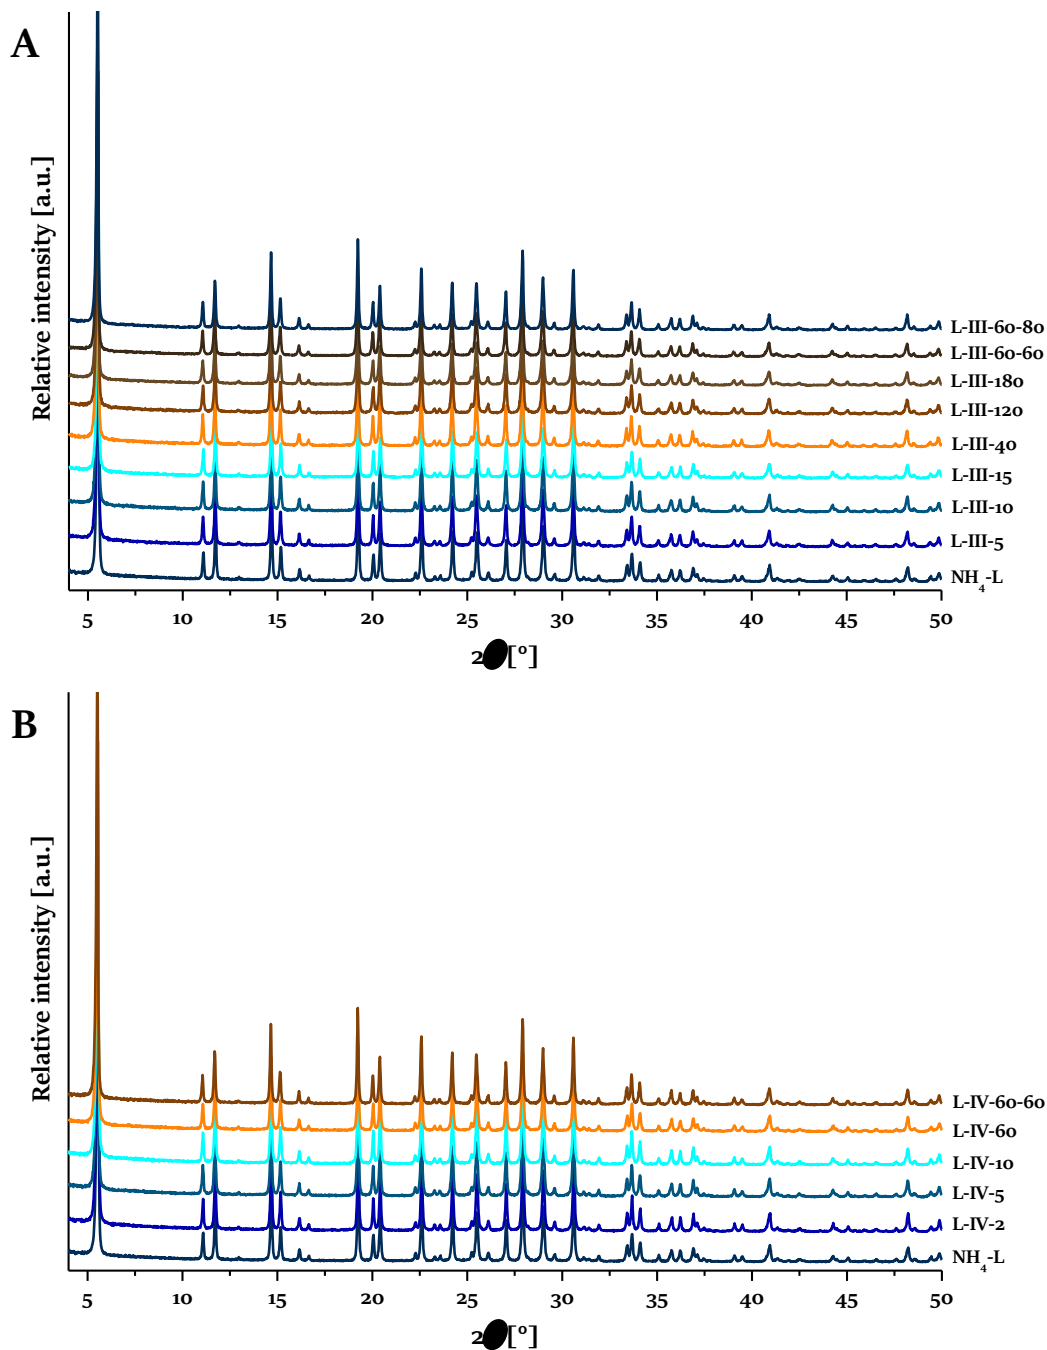 A
Relative intensity [a.u.]
L-III-60-80
L-III-60-60
L-III-180
L-III-120
L-III-40
L-III-15
L-III-10
L-III-5
NH4-L
5 10 15 20 25 30 35 40 45 50
2 [°]
B
Relative intensity [a.u.]
L-IV-60-60
L-IV-60
L-IV-10
L-IV-5
L-IV-2
NH4-L
5 10 15 20 25 30 35 40 45 50
2 [°]